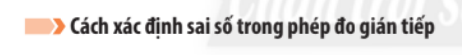 Cách xác định sai số trong phép đo gián tiếp